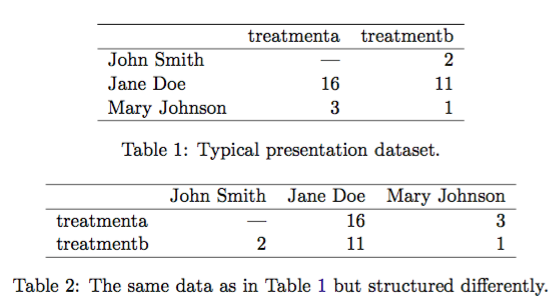 treatmenta treatmentb
John Smith — 2
Jane Doe 16 11
Mary Johnson 3 1
Table 1: Typical presentation dataset.
John Smith Jane Doe Mary Johnson
treatmenta — 16 3
treatmentb 2 11 1
Table 2: The same data as in Table 1 but structured differently.